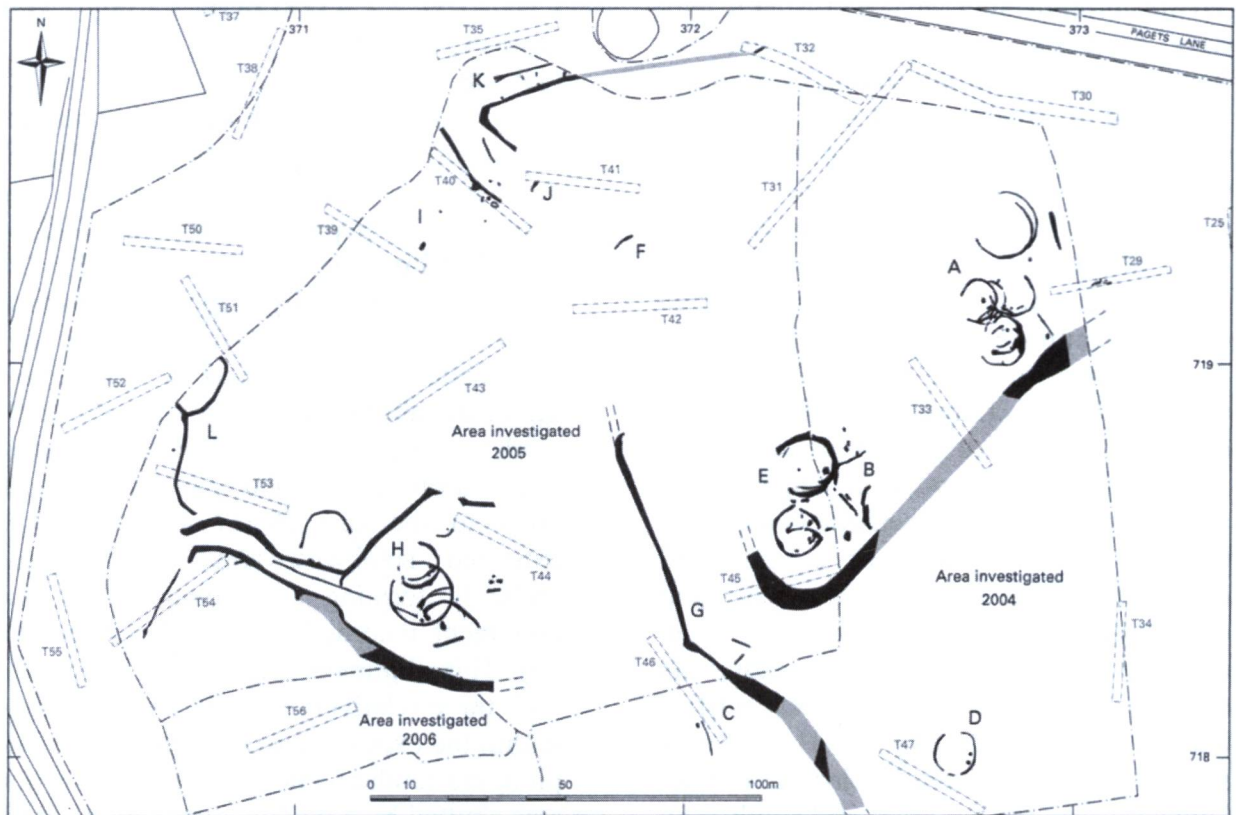 N
T37
371
T35
372
T32
373
PAGETS LANE
T38
K
T30
T41
T31
T40
J
I
T50
T39
F
T25
A
T29
T51
T42
719
T52
T43
T33
L
Area investigated
2005
E
B
T53
H
T44
T45
Area investigated
2004
T54
G
T34
T55
T46
C
D
T56
Area investigated
2006
T47
718
0
10
50
100m